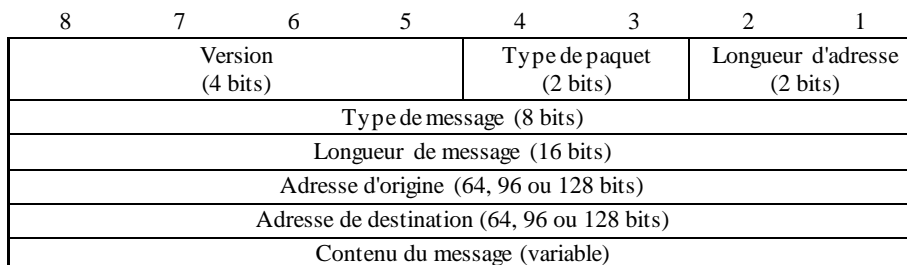 8 7 6 5 4 3 2 1
Version Type de paquet Longueur d'adresse
(4 bits) (2 bits) (2 bits)
Type de message (8 bits)
Longueur de message (16 bits)
Adresse d'origine (64, 96 ou 128 bits)
Adresse de destination (64, 96 ou 128 bits)
Contenu du message (variable)